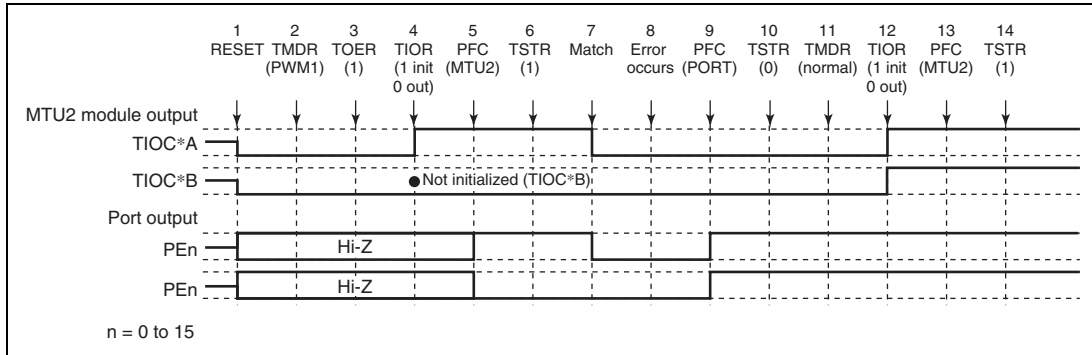 1 2 3 4 5 6 7 8 9 10 11 12 13 14
RESET TMDR TOER TIOR PFC TSTR Match Error PFC TSTR TMDR TIOR PFC TSTR
(PWM1) (1) (1 init (MTU2) (1) occurs (PORT) (0) (normal) (1 init (MTU2) (1)
0 out) 0 out)
MTU2 module output
TIOC*A
TIOC*B Not initialized (TIOC*B)
Port output
PEn Hi-Z
PEn Hi-Z
n = 0 to 15